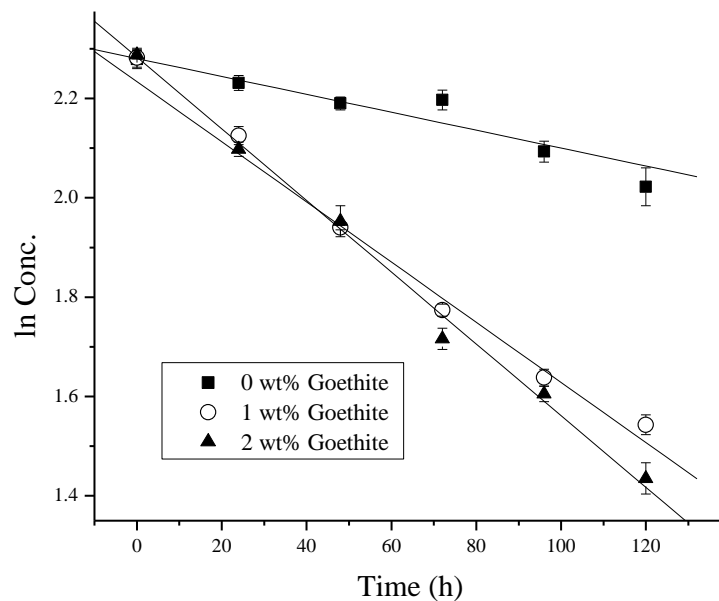 2.2
2.0
1.8
1.6
1.4
ln Conc.
0 wt% Goethite
1 wt% Goethite
2 wt% Goethite
0 20 40 60 80 100 120
Time (h)